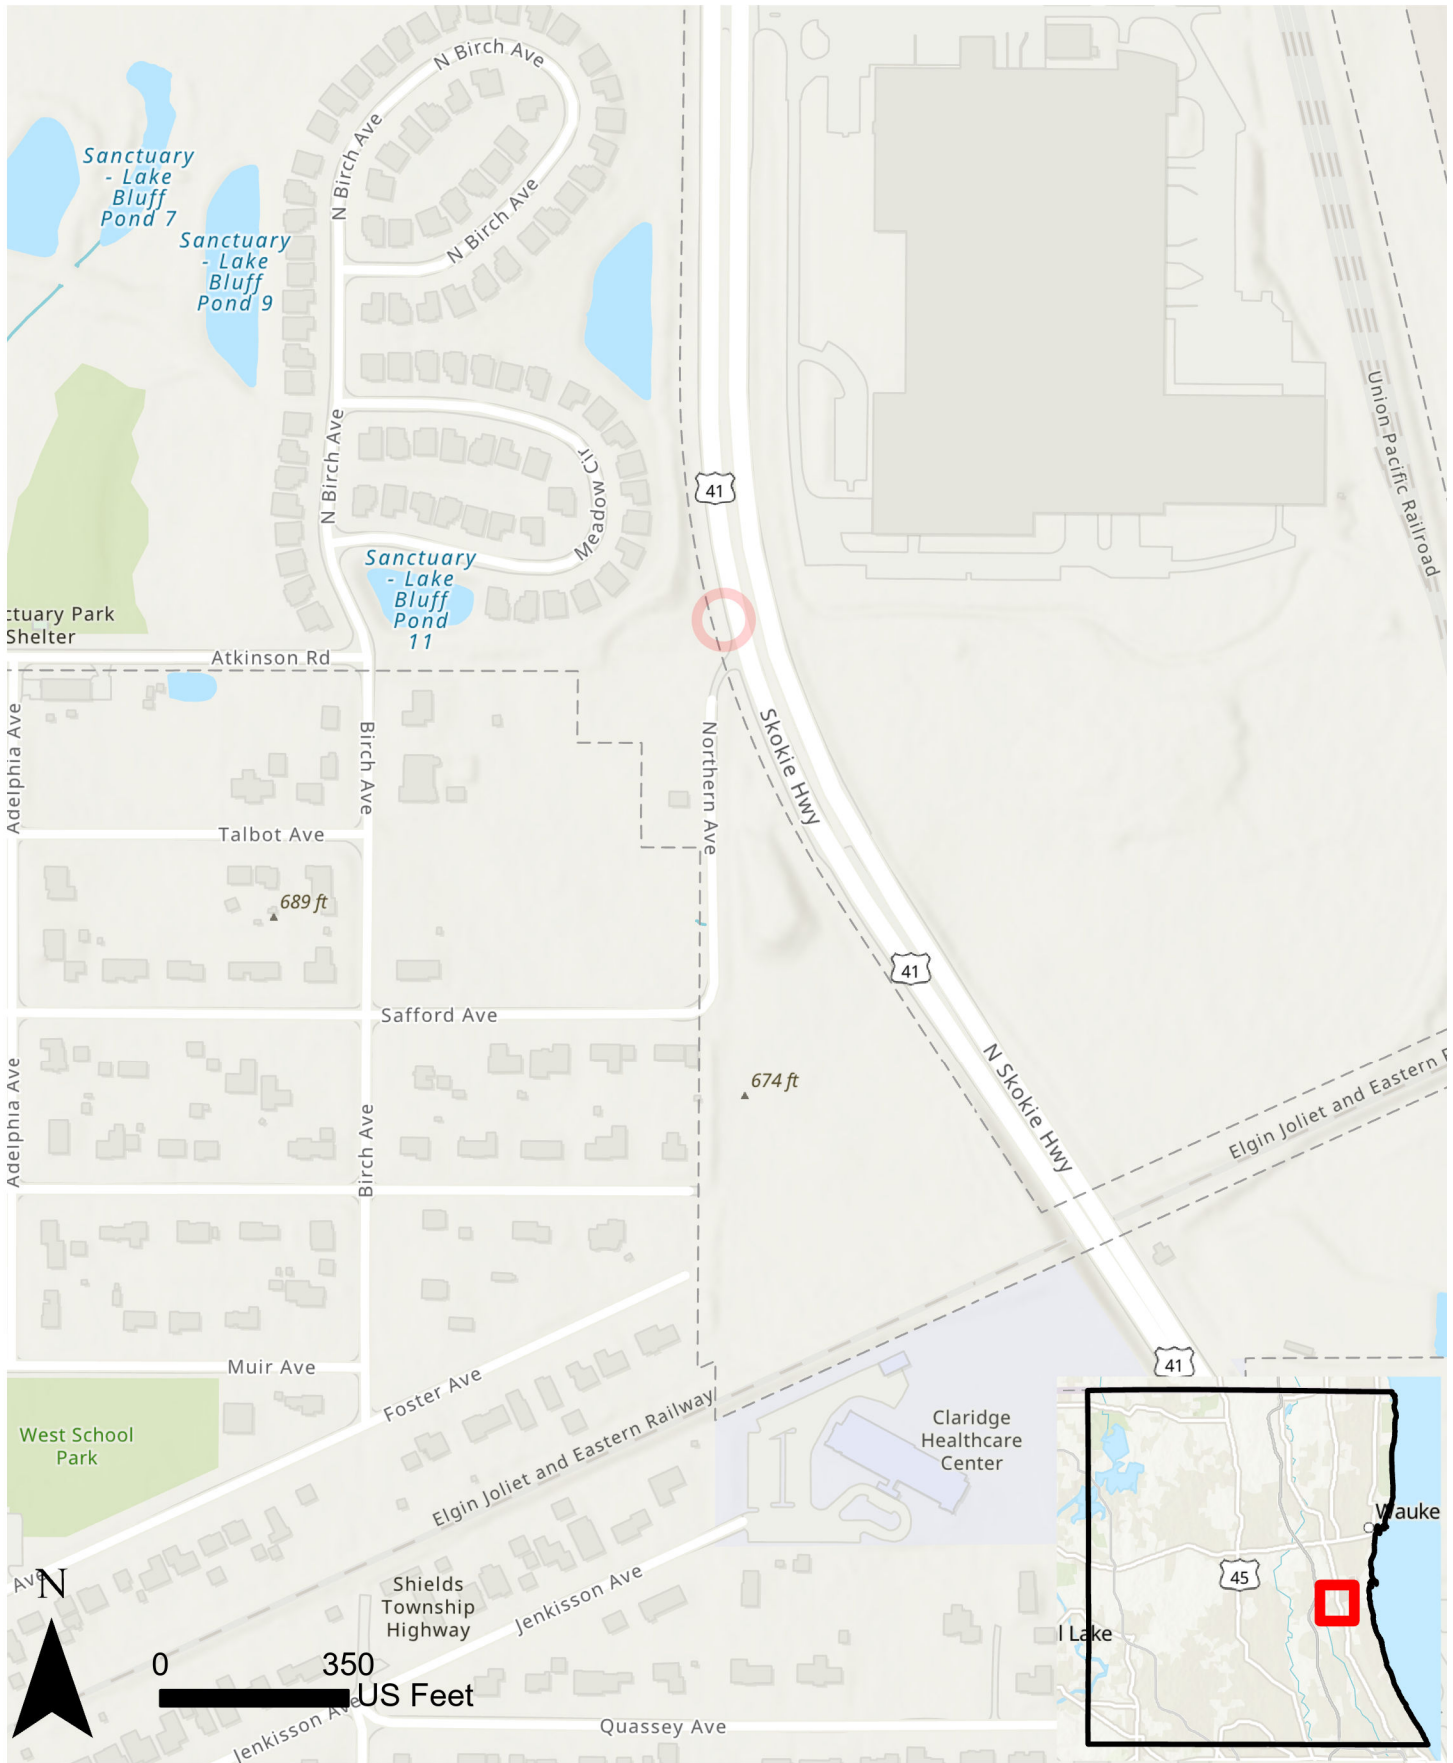 N Birch Ave
N Birch Ave
N Birch Ave
Sanctuary
- Lake
Bluff
Pond 7
Sanctuary
- Lake
Bluff
Pond 9
N Birch Ave
Meadow Cir
41
Union Pacific Railroad
Sanctuary
- Lake
Bluff
Pond
11
ctuary Park
Shelter
Atkinson Rd
Adelphia Ave
Birch Ave
Northern Ave
Skokie Hwy
Talbot Ave
689 ft
41
Safford Ave
Adelphia Ave
Birch Ave
674 ft
N Skokie Hwy
Elgin Joliet and Eastern R
Muir Ave
Foster Ave
41
West School
Park
Elgin Joliet and Eastern Railway
Claridge
Healthcare
Center
Ave
N
Shields
Township
Highway
Jenkisson Ave
0 350
US Feet
Jenkisson Ave
Quassey Ave
Wauke
45
l Lake